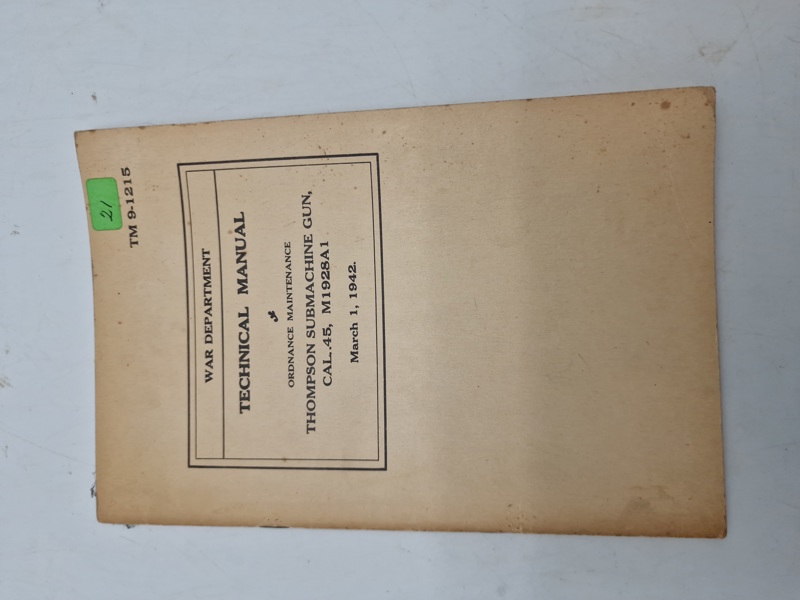 21
TM 9-1215
WAR DEPARTMENT
TECHNICAL MANUAL
ORDNANCE MAINTENANCE
THOMPSON SUBMACHINE GUN,
CAL..45, M1928A1
March 1, 1942.